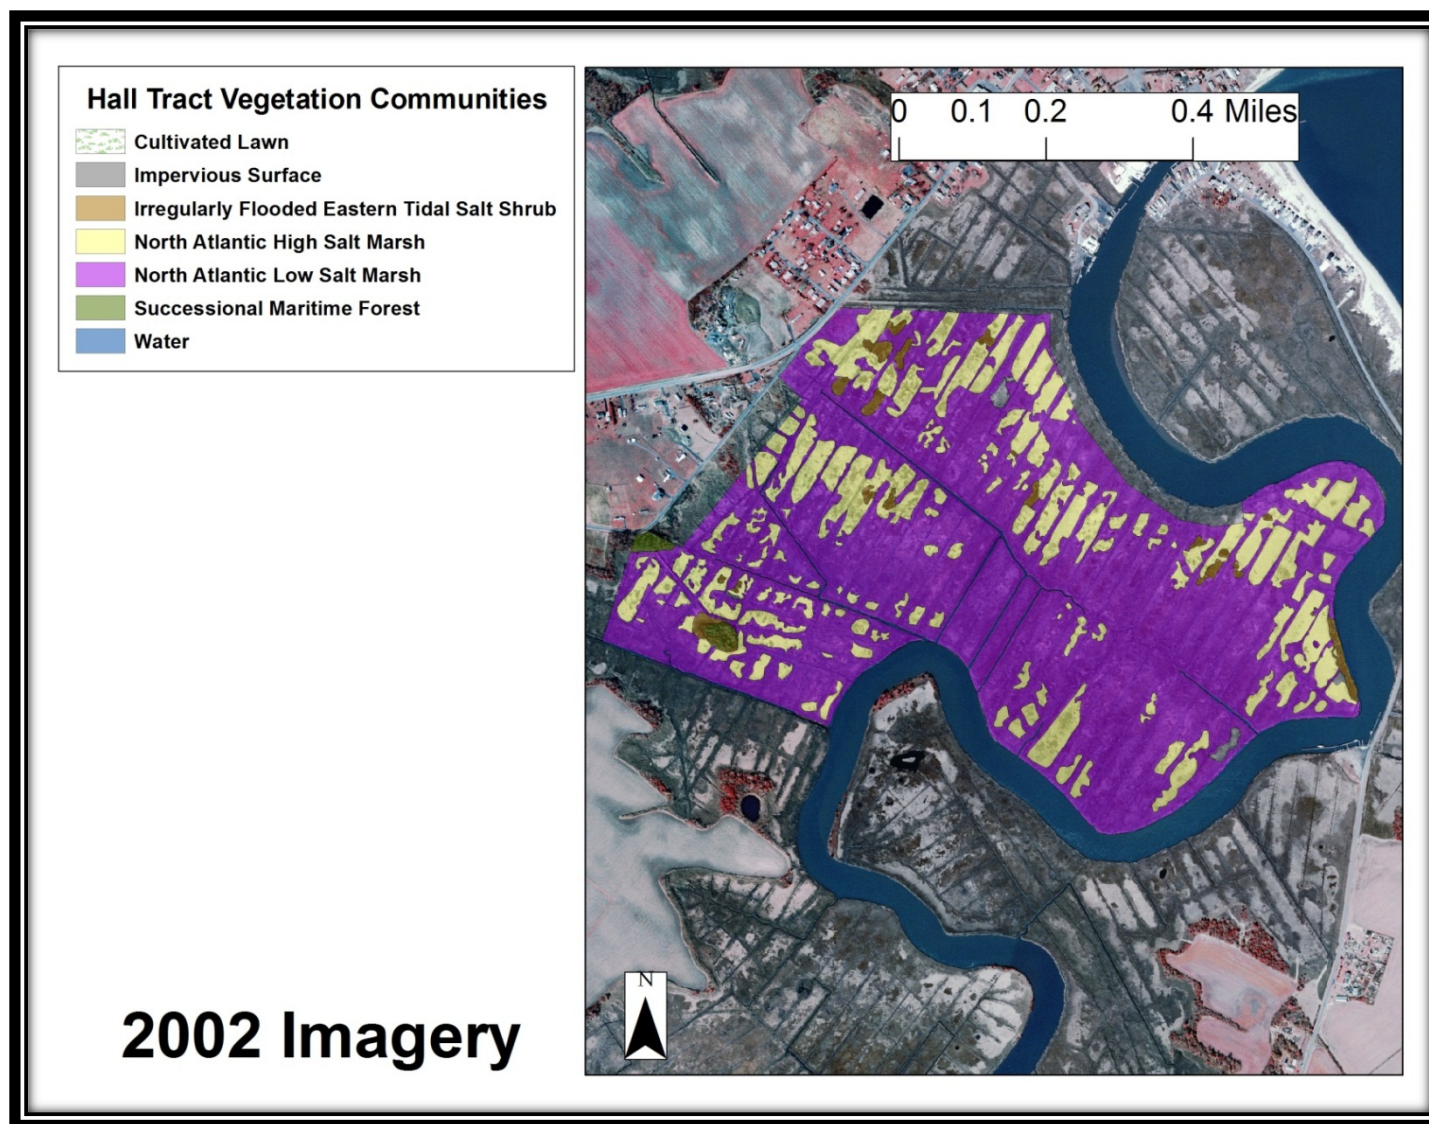 Hall Tract Vegetation Communities
Cultivated Lawn
Impervious Surface
Irregularly Flooded Eastern Tidal Salt Shrub
North Atlantic High Salt Marsh
North Atlantic Low Salt Marsh
Successional Maritime Forest
Water
0 0.1 0.2 0.4 Miles
N
2002 Imagery